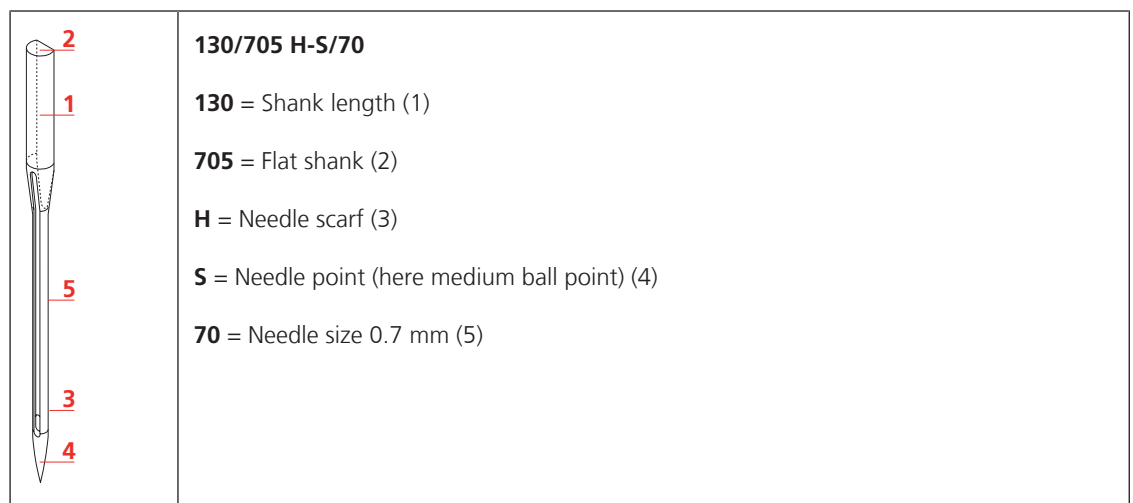 2
1
5
3
4
130/705 H-S/70
130 = Shank length (1)
705 = Flat shank (2)
H = Needle scarf (3)
S = Needle point (here medium ball point) (4)
70 = Needle size 0.7 mm (5)